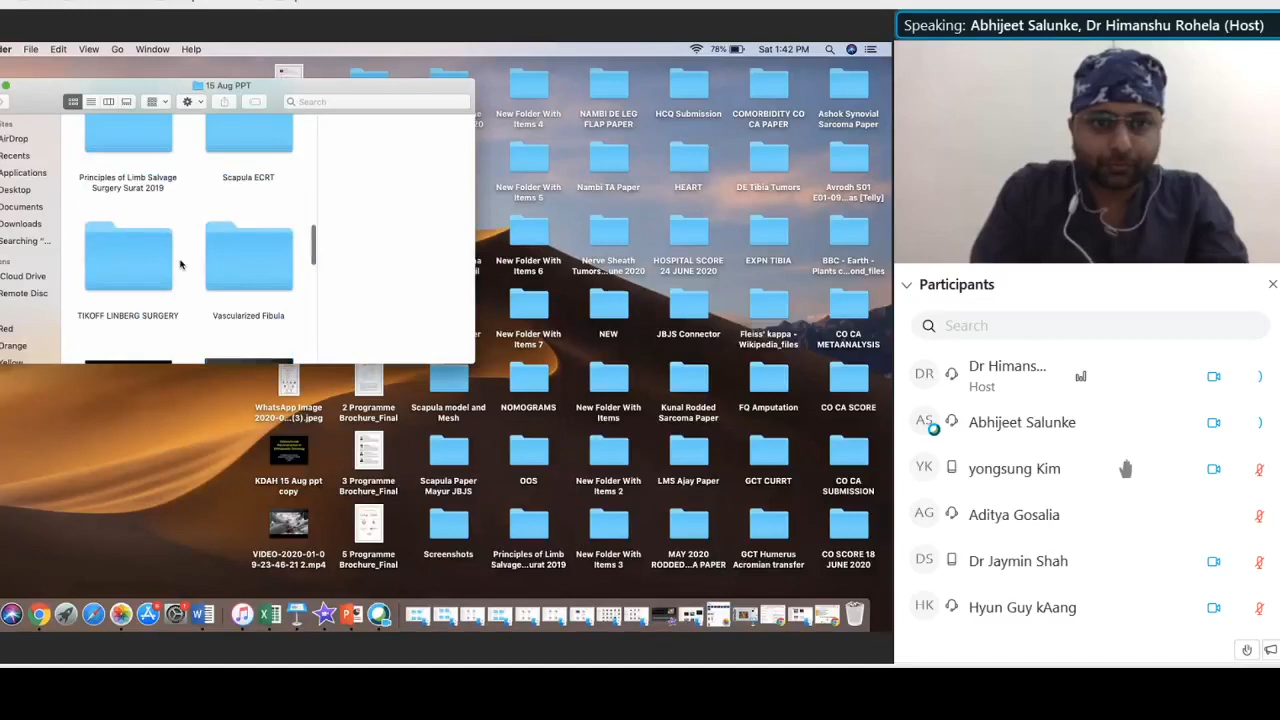 Speaking: Abhijeet Salunke, Dr Himanshu Rohela (Host)
der File Edit View Go Window Help
78% Sat 1:42 PM
15 Aug PPT
Search
AirDrop
Recents
Applications
Desktop
Documents
Downloads
Searching "...
Cloud Drive
Remote Disc
Red
Orange
Yellow
Principles of Limb Salvage
Surgery Surat 2019
Scapula ECRT
TIKOFF LINBERG SURGERY
Vascularized Fibula
New Folder With
Items 4
NAMBI DE LEG
FLAP PAPER
HCQ Submission
COMORBIDITY CO
CA PAPER
Ashok Synovial
Sarcoma Paper
New Folder With
Items 5
Nambi TA Paper
HEART
DE Tibia Tumors
Avrodh S01
E01-09...as [Telly]
New Folder With
Items 6
Nerve Sheath
Tumors...une 2020
HOSPITAL SCORE
24 JUNE 2020
EXPN TIBIA
BBC - Earth -
Plants c...ond_files
New Folder With
Items 7
NEW
JBJS Connector
Fleiss' kappa -
Wikipedia_files
CO CA
METAANALYSIS
WhatsApp Image
2020-0...(3).jpeg
2 Programme
Brochure_Final
Scapula model and
Mesh
NOMOGRAMS
New Folder With
Items
Kunal Rodded
Sarcoma Paper
FQ Amputation
CO CA SCORE
KDAH 15 Aug ppt
copy
3 Programme
Brochure_Final
Scapula Paper
Mayur JBJS
OOS
New Folder With
Items 2
LMS Ajay Paper
GCT CURRT
CO CA
SUBMISSION
VIDEO-2020-01-0
9-23-46-21 2.mp4
5 Programme
Brochure_Final
Screenshots
Principles of Limb
Salvage...urat 2019
New Folder With
Items 3
MAY 2020
RODDED...A PAPER
GCT Humerus
Acromian transfer
CO SCORE 18
JUNE 2020
Participants
Search
DR Dr Himans...
Host
AS Abhijeet Salunke
YK yongsung Kim
AG Aditya Gosalia
DS Dr Jaymin Shah
HK Hyun Guy kAang